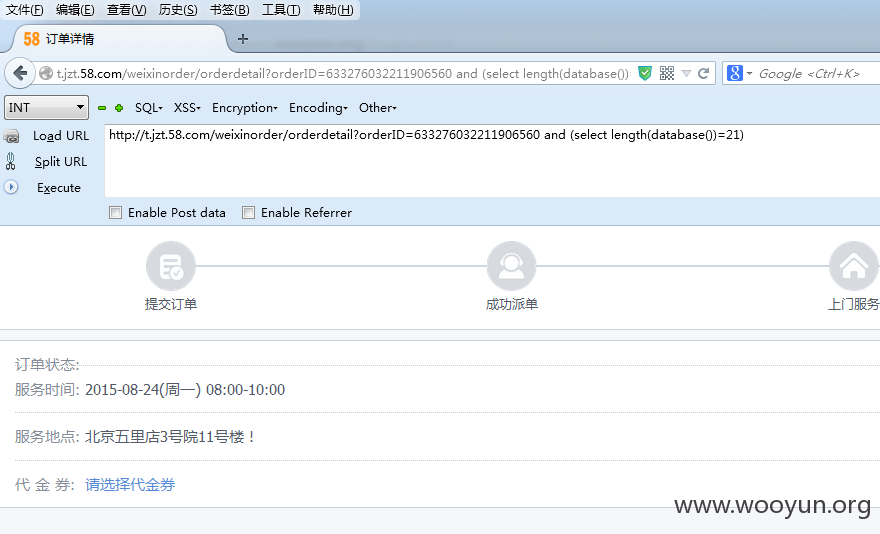 文件(F) 编辑(E) 查看(V) 历史(S) 书签(B) 工具(T) 帮助(H)
58 订单详情
t.jzt.58.com/weixinorder/orderdetail?orderID=633276032211906560 and (select length(database())= Google <Ctrl+K>
INT SQL XSS Encryption Encoding Other
Load URL http://t.jzt.58.com/weixinorder/orderdetail?orderID=633276032211906560 and (select length(database())=21)
Split URL
Execute
Enable Post data Enable Referrer
提交订单 成功派单 上门服务
订单状态:
服务时间: 2015-08-24(周一) 08:00-10:00
服务地点: 北京五里店3号院11号楼！
代 金 券: 请选择代金券
www.wooyun.org